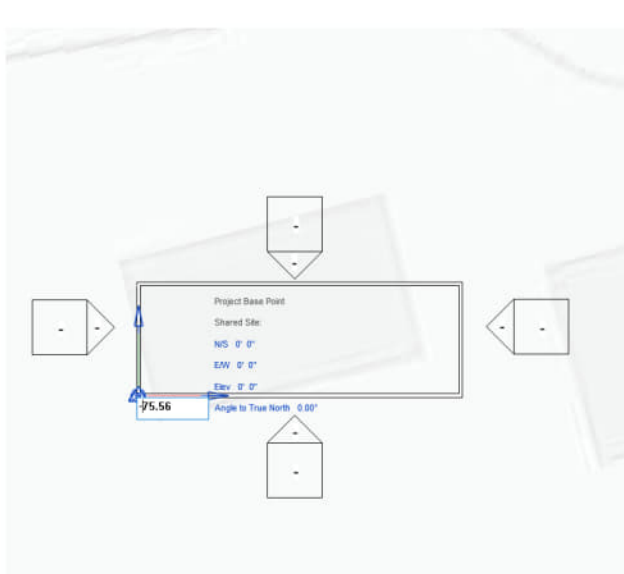 Project Base Point
Shared Site:
N/S 0' 0"
E/W 0' 0"
Elev 0' 0"
-75.56
Angle to True North 0.00°